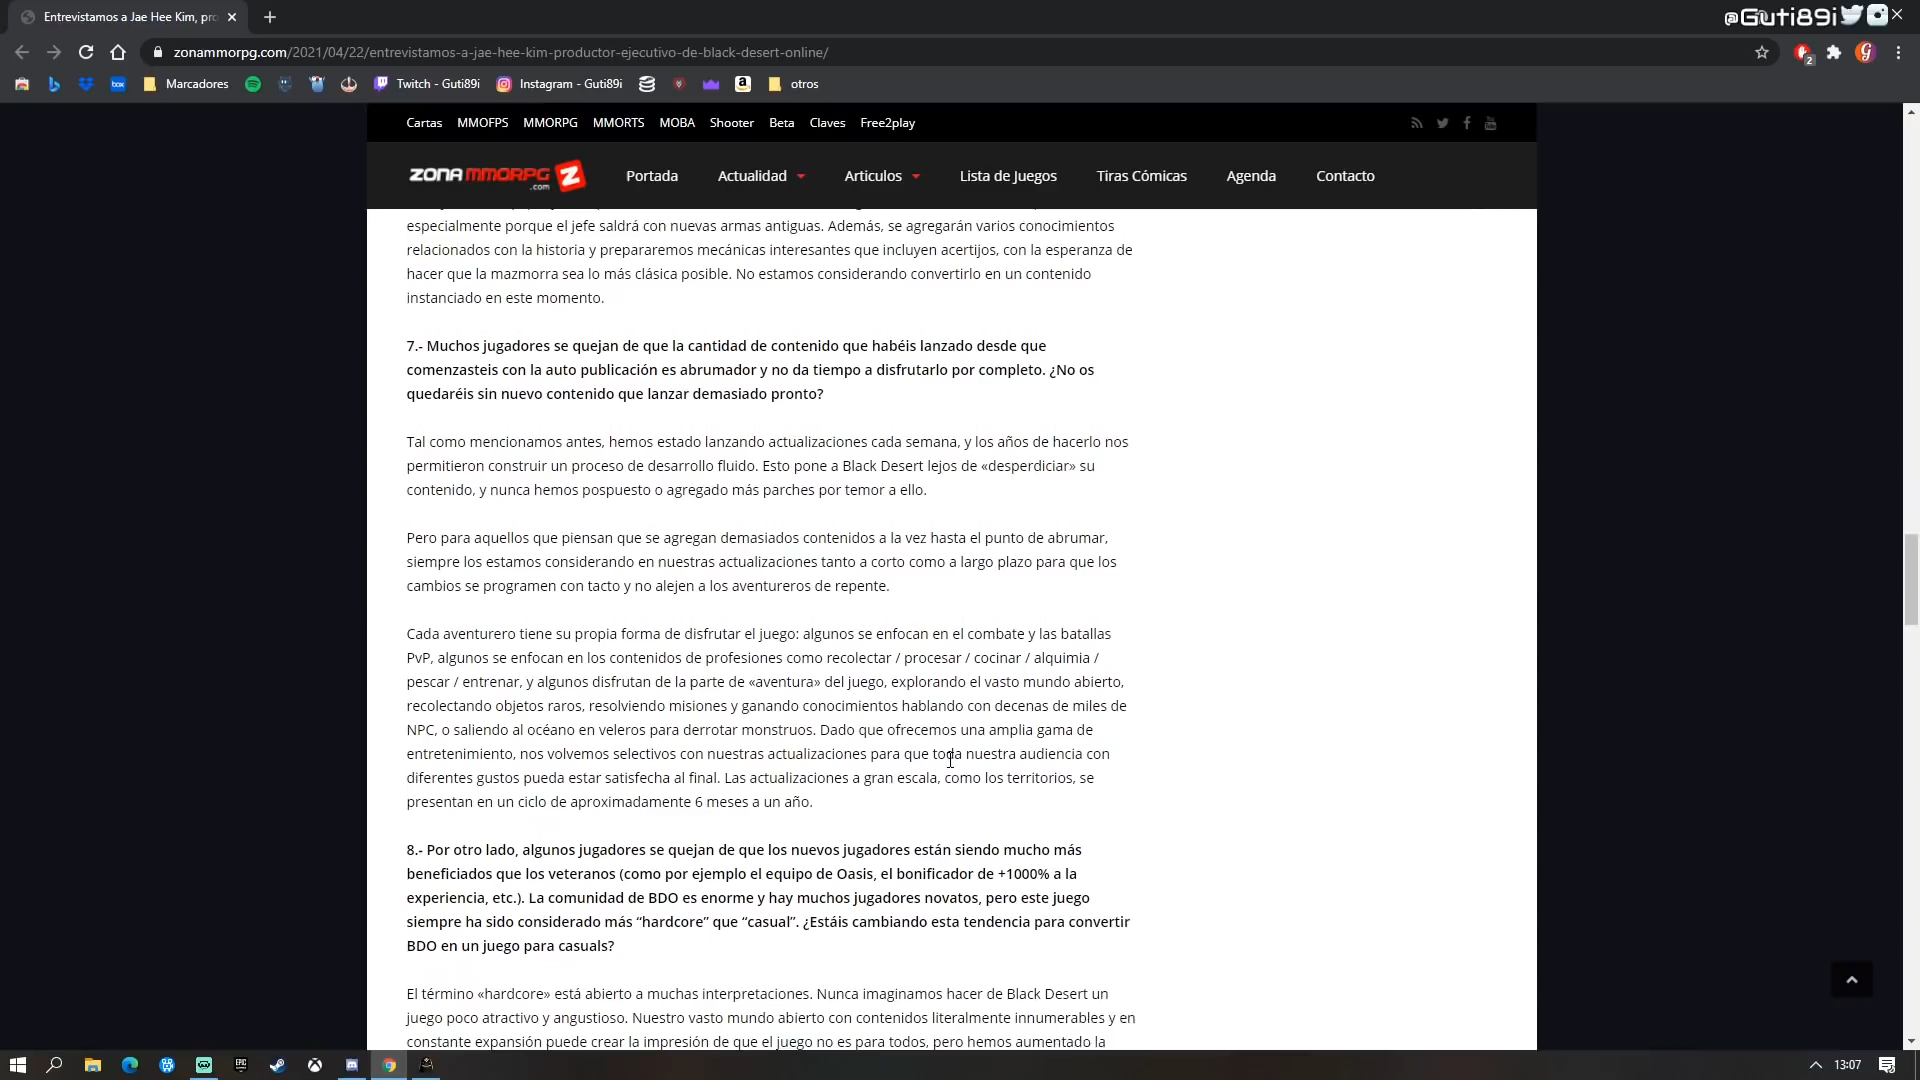 Entrevistamos a Jae Hee Kim, pro
@Guti89i
zonammorpg.com/2021/04/22/entrevistamos-a-jae-hee-kim-productor-ejecutivo-de-black-desert-online/
2
box
Marcadores
Twitch - Guti89i
Instagram - Guti89i
otros
Cartas MMOFPS MMORPG MMORTS MOBA Shooter Beta Claves Free2play
ZONA MMORPG .com Z
Portada Actualidad Articulos Lista de Juegos Tiras Cómicas Agenda Contacto
especialmente porque el jefe saldrá con nuevas armas antiguas. Además, se agregarán varios conocimientos
relacionados con la historia y prepararemos mecánicas interesantes que incluyen acertijos, con la esperanza de
hacer que la mazmorra sea lo más clásica posible. No estamos considerando convertirlo en un contenido
instanciado en este momento.
7.- Muchos jugadores se quejan de que la cantidad de contenido que habéis lanzado desde que
comenzasteis con la auto publicación es abrumador y no da tiempo a disfrutarlo por completo. ¿No os
quedaréis sin nuevo contenido que lanzar demasiado pronto?
Tal como mencionamos antes, hemos estado lanzando actualizaciones cada semana, y los años de hacerlo nos
permitieron construir un proceso de desarrollo fluido. Esto pone a Black Desert lejos de «desperdiciar» su
contenido, y nunca hemos pospuesto o agregado más parches por temor a ello.
Pero para aquellos que piensan que se agregan demasiados contenidos a la vez hasta el punto de abrumar,
siempre los estamos considerando en nuestras actualizaciones tanto a corto como a largo plazo para que los
cambios se programen con tacto y no alejen a los aventureros de repente.
Cada aventurero tiene su propia forma de disfrutar el juego: algunos se enfocan en el combate y las batallas
PvP, algunos se enfocan en los contenidos de profesiones como recolectar / procesar / cocinar / alquimia /
pescar / entrenar, y algunos disfrutan de la parte de «aventura» del juego, explorando el vasto mundo abierto,
recolectando objetos raros, resolviendo misiones y ganando conocimientos hablando con decenas de miles de
NPC, o saliendo al océano en veleros para derrotar monstruos. Dado que ofrecemos una amplia gama de
entretenimiento, nos volvemos selectivos con nuestras actualizaciones para que toda nuestra audiencia con
diferentes gustos pueda estar satisfecha al final. Las actualizaciones a gran escala, como los territorios, se
presentan en un ciclo de aproximadamente 6 meses a un año.
8.- Por otro lado, algunos jugadores se quejan de que los nuevos jugadores están siendo mucho más
beneficiados que los veteranos (como por ejemplo el equipo de Oasis, el bonificador de +1000% a la
experiencia, etc.). La comunidad de BDO es enorme y hay muchos jugadores novatos, pero este juego
siempre ha sido considerado más “hardcore” que “casual”. ¿Estáis cambiando esta tendencia para convertir
BDO en un juego para casuals?
El término «hardcore» está abierto a muchas interpretaciones. Nunca imaginamos hacer de Black Desert un
juego poco atractivo y angustioso. Nuestro vasto mundo abierto con contenidos literalmente innumerables y en
constante expansión puede crear la impresión de que el juego no es para todos, pero hemos aumentado la
13:07